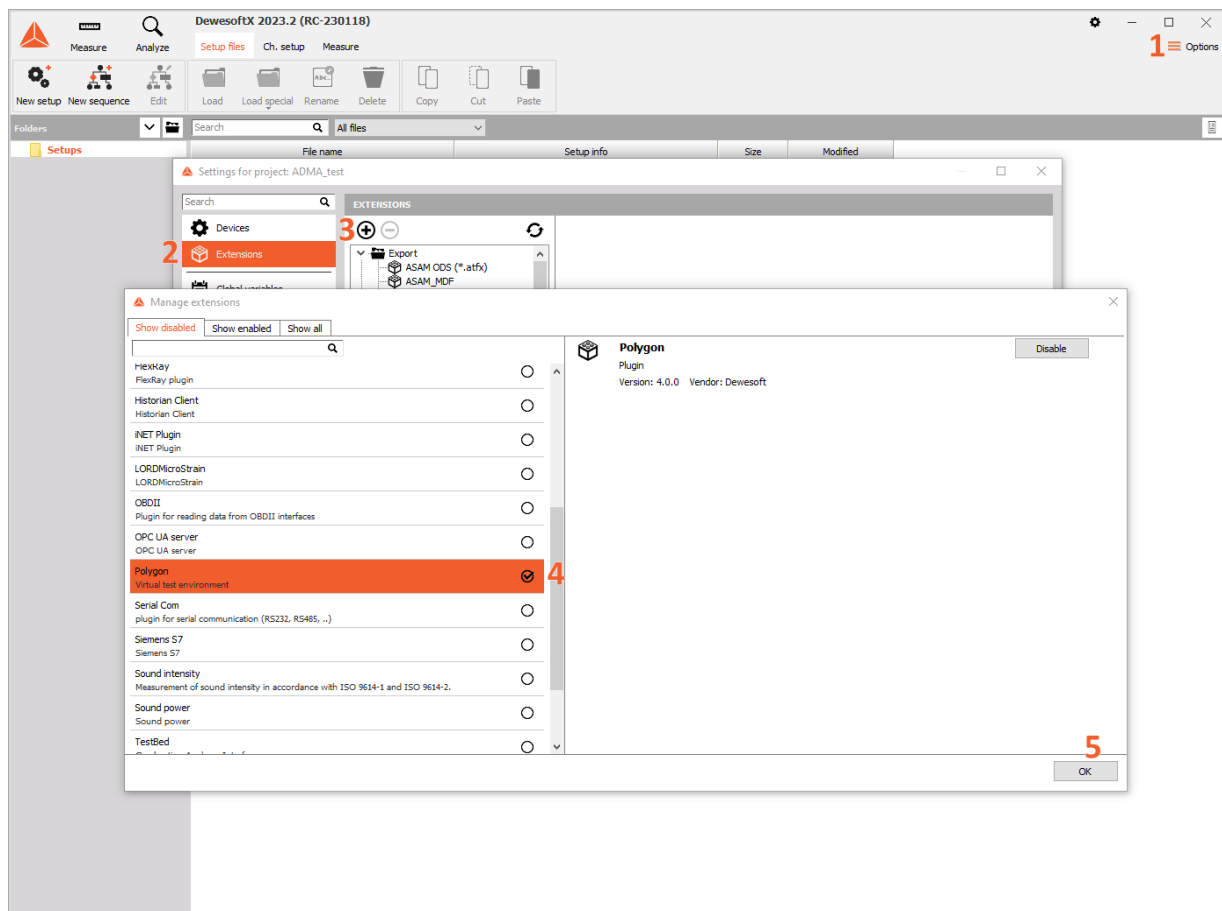 DewesoftX 2023.2 (RC-230118)
Measure
Analyze
Setup files
Ch. setup
Measure
1
Options
New setup
New sequence
Edit
Load
Load special
Abc...
Rename
Delete
Copy
Cut
Paste
Folders
Search
All files
Setups
File name
Setup info
Size
Modified
Settings for project: ADMA_test
Search
EXTENSIONS
Devices
3
2
Extensions
Export
ASAM ODS (*.atfx)
ASAM_MDF
Global variables
Manage extensions
Show disabled
Show enabled
Show all
FlexRay
FlexRay plugin
Historian Client
Historian Client
iNET Plugin
iNET Plugin
LORDMicroStrain
LORDMicroStrain
OBDII
Plugin for reading data from OBDII interfaces
OPC UA server
OPC UA server
Polygon
Virtual test environment
4
Serial Com
plugin for serial communication (RS232, RS485, ..)
Siemens S7
Siemens S7
Sound intensity
Measurement of sound intensity in accordance with ISO 9614-1 and ISO 9614-2.
Sound power
Sound power
TestBed
Polygon
Disable
Plugin
Version: 4.0.0 Vendor: Dewesoft
5
OK